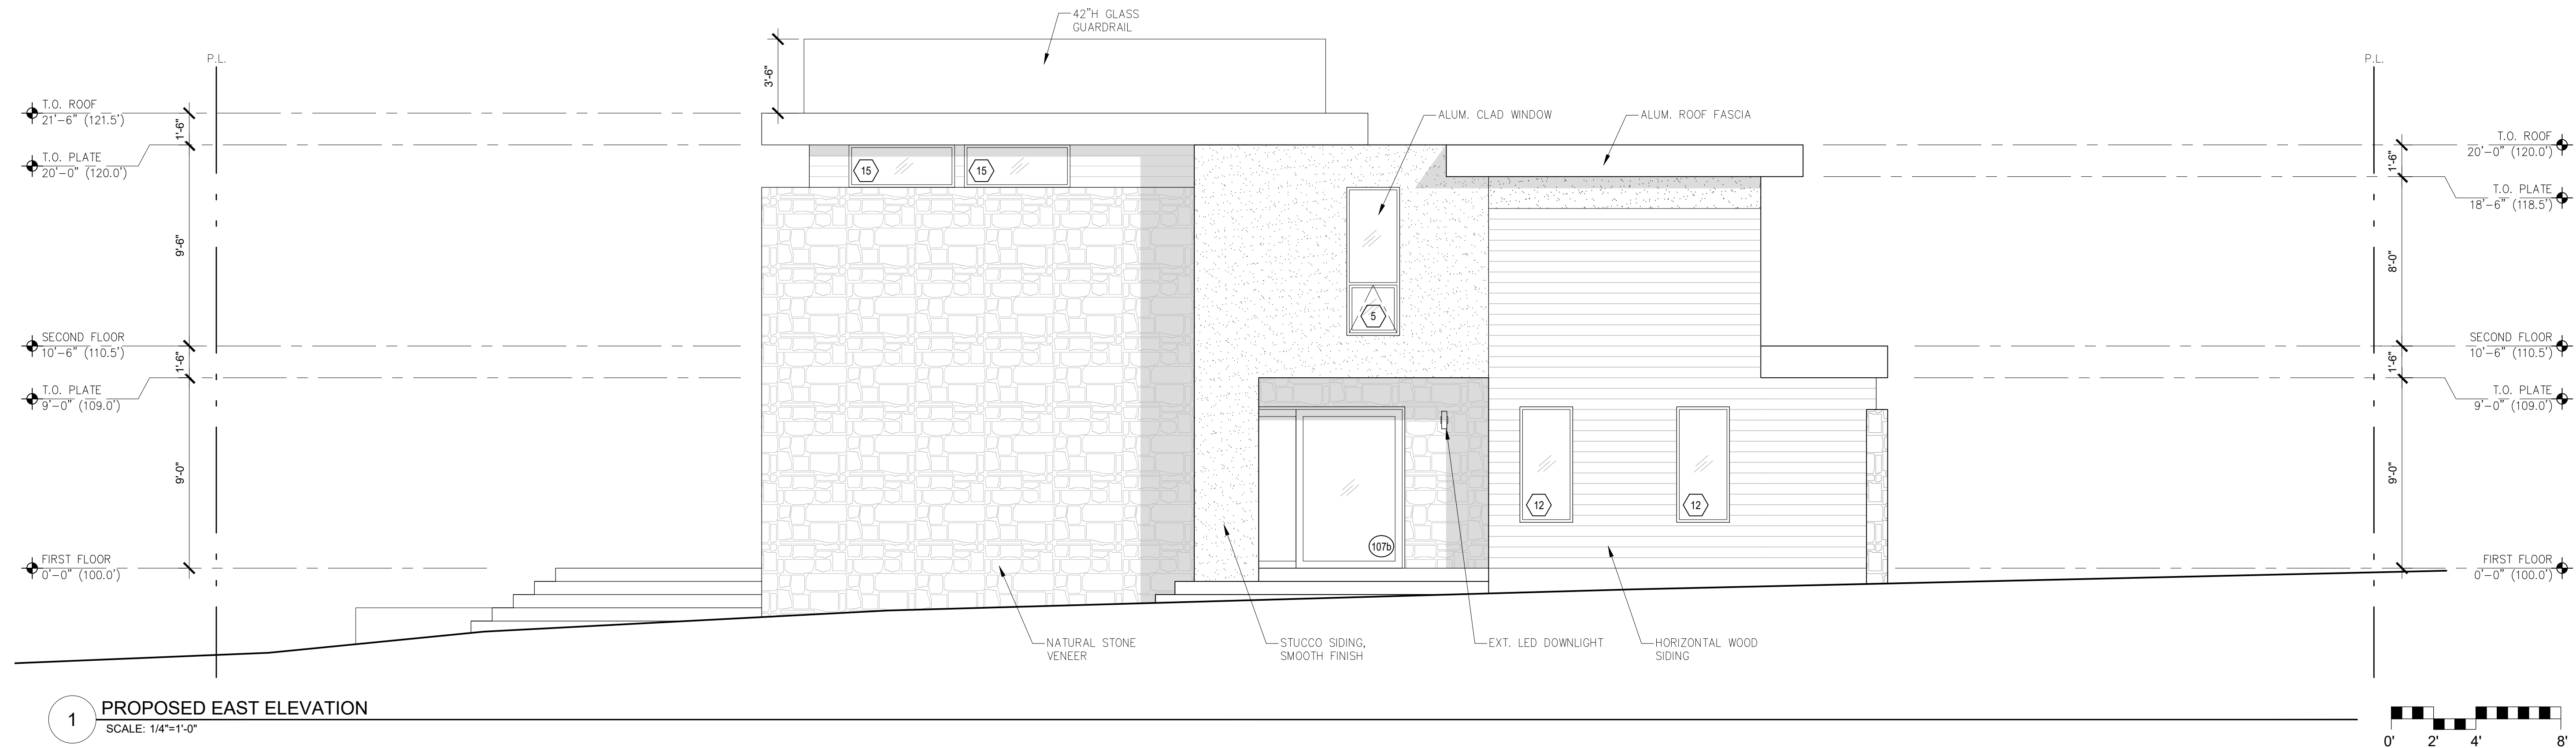 42"H GLASS
GUARDRAIL
P.L.
P.L.
3'-6"
T.O. ROOF
21'-6" (121.5')
1'-6"
T.O. PLATE
20'-0" (120.0')
9'-6"
SECOND FLOOR
10'-6" (110.5')
1'-6"
T.O. PLATE
9'-0" (109.0')
9'-0"
FIRST FLOOR
0'-0" (100.0')
ALUM. CLAD WINDOW
ALUM. ROOF FASCIA
15
15
5
12
12
107b
T.O. ROOF
20'-0" (120.0')
1'-6"
T.O. PLATE
18'-6" (118.5')
8'-0"
SECOND FLOOR
10'-6" (110.5')
1'-6"
T.O. PLATE
9'-0" (109.0')
9'-0"
FIRST FLOOR
0'-0" (100.0')
NATURAL STONE
VENEER
STUCCO SIDING,
SMOOTH FINISH
EXT. LED DOWNLIGHT
HORIZONTAL WOOD
SIDING
1
PROPOSED EAST ELEVATION
SCALE: 1/4"=1'-0"
0' 2' 4' 8'